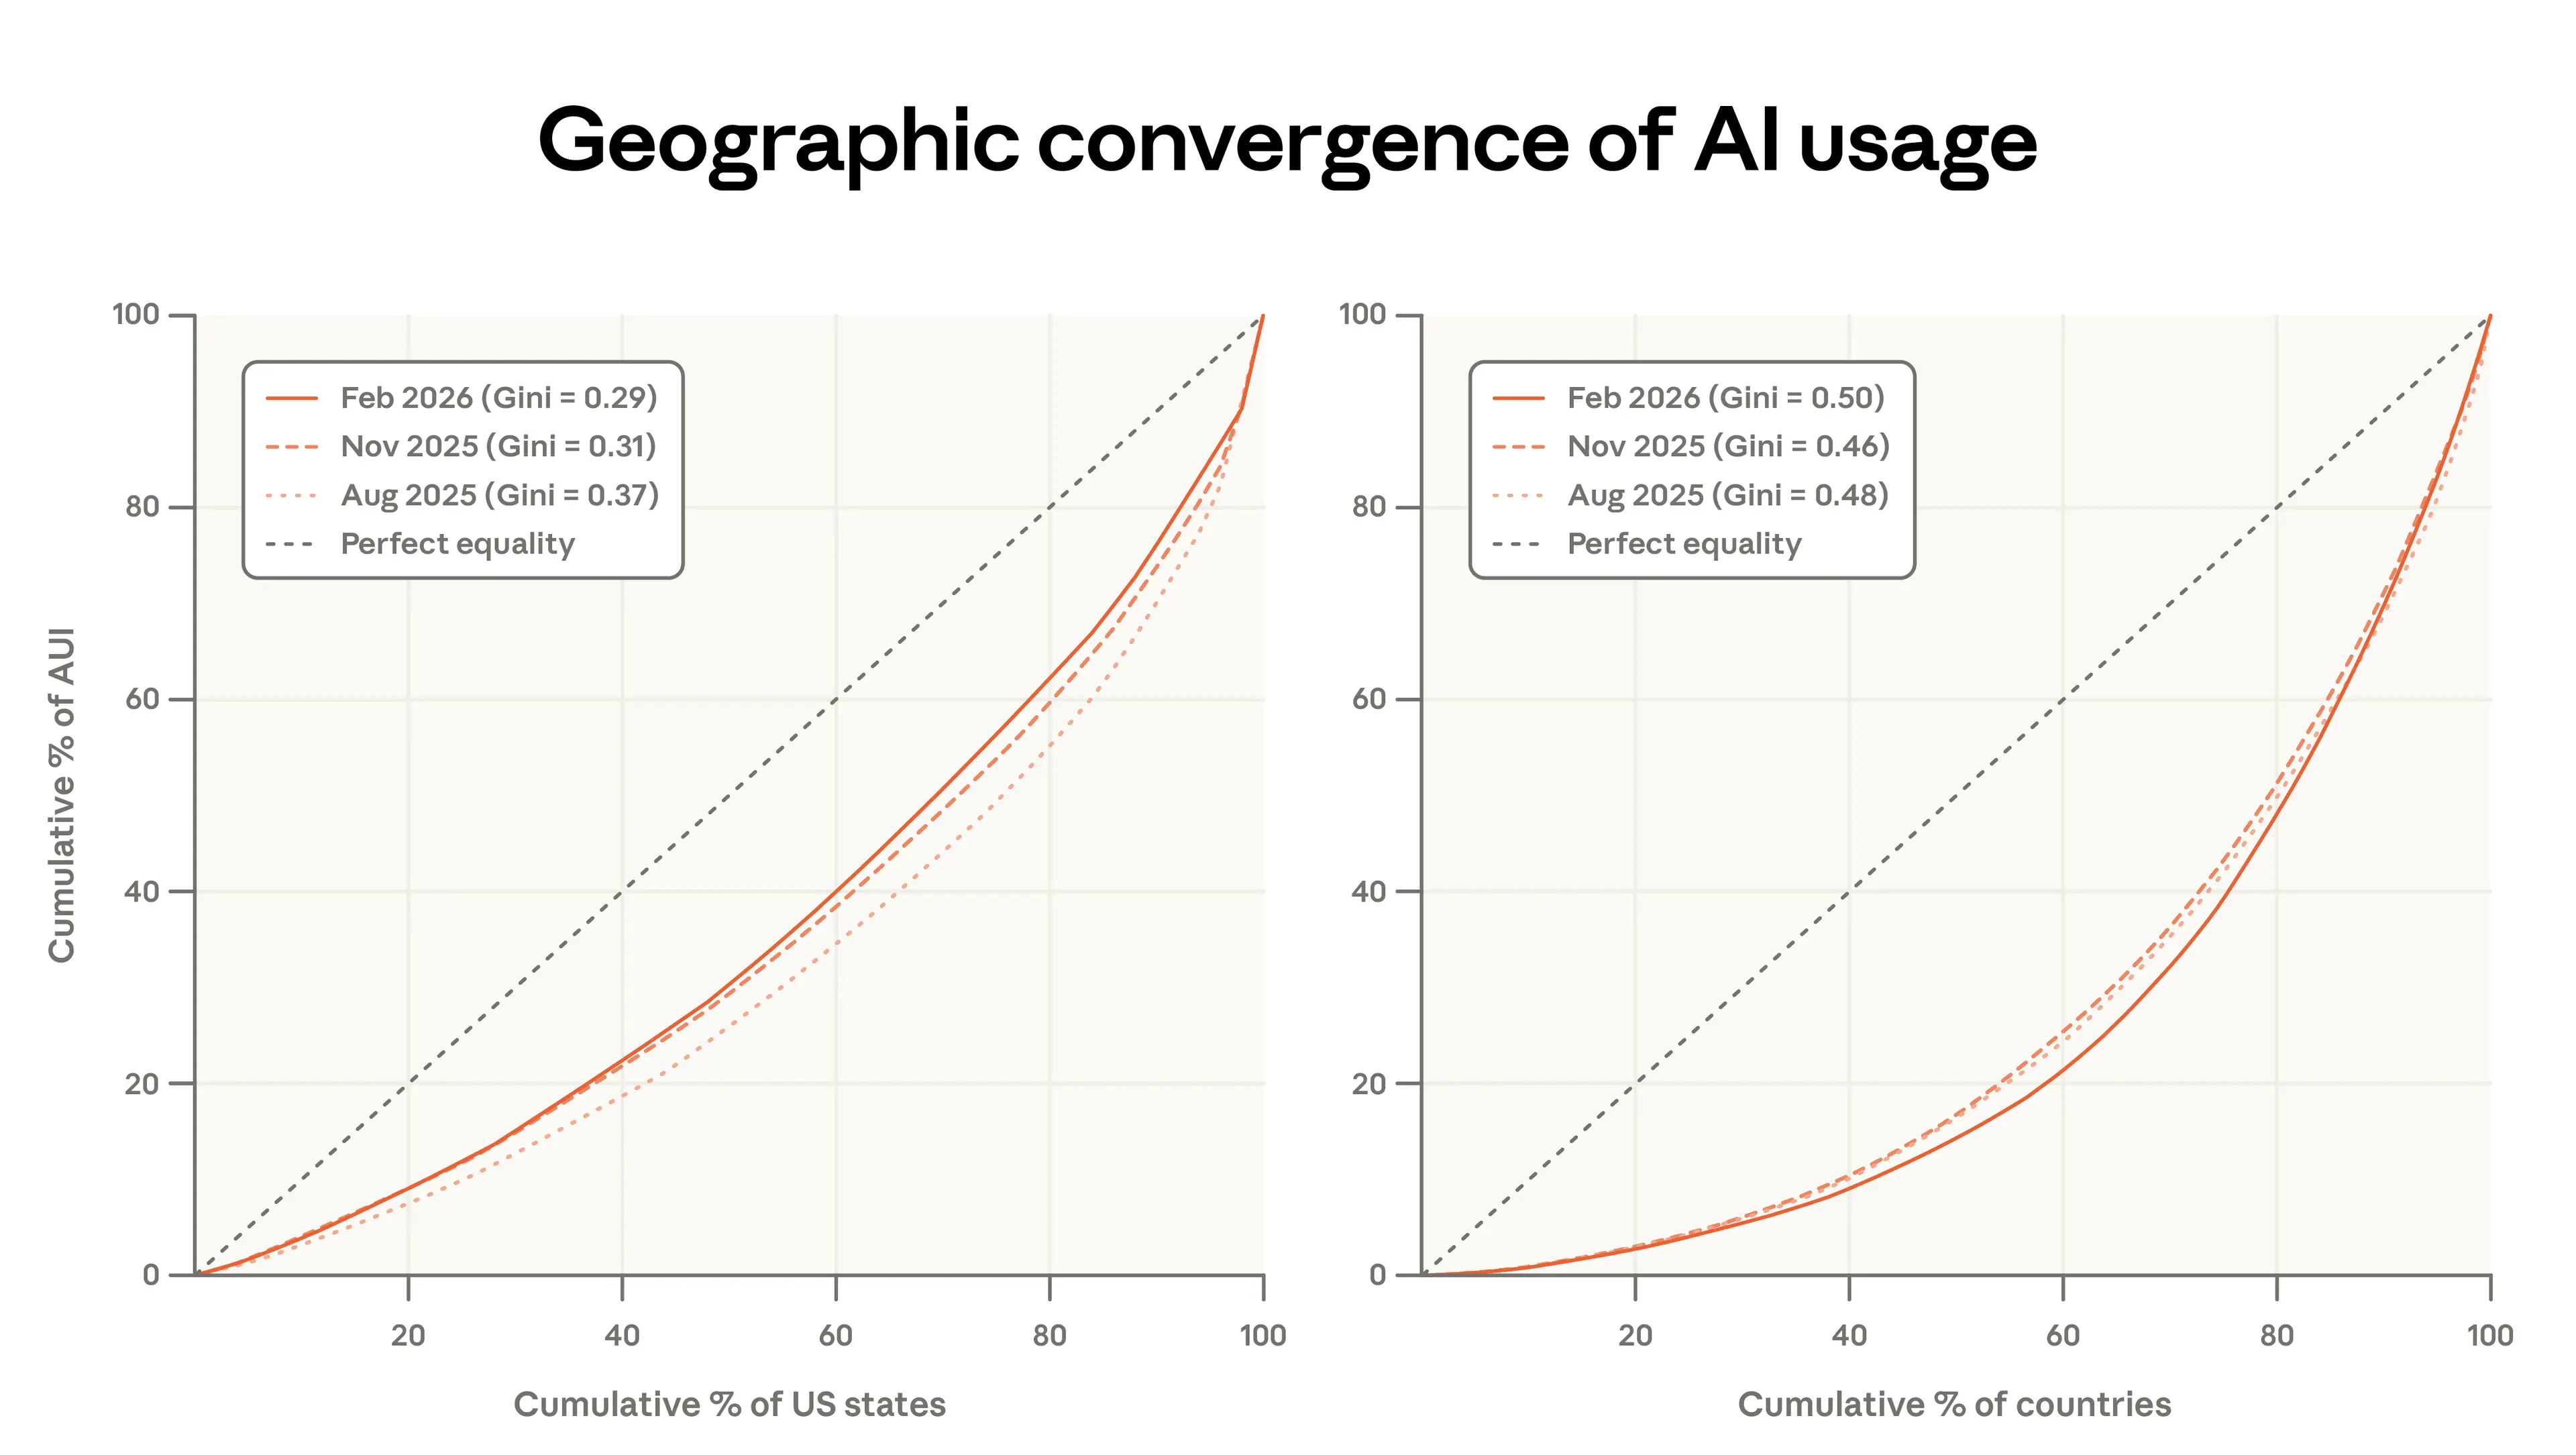 Geographic convergence of AI usage
Cumulative % of AUI
100
80
60
40
20
0
Feb 2026 (Gini = 0.29)
Nov 2025 (Gini = 0.31)
Aug 2025 (Gini = 0.37)
Perfect equality
20
40
60
80
100
Cumulative % of US states
100
80
60
40
20
0
Feb 2026 (Gini = 0.50)
Nov 2025 (Gini = 0.46)
Aug 2025 (Gini = 0.48)
Perfect equality
20
40
60
80
100
Cumulative % of countries